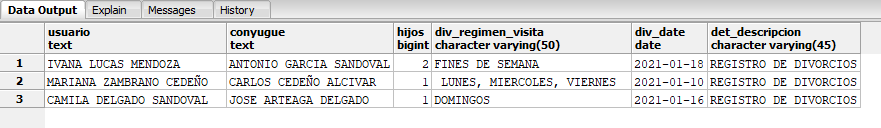 Data Output Explain Messages History
usuario conyugue hijos div_regimen_visita div_date det_descripcion
text text bigint character varying(50) date character varying(45)
1 IVANA LUCAS MENDOZA ANTONIO GARCIA SANDOVAL 2 FINES DE SEMANA 2021-01-18 REGISTRO DE DIVORCIOS
2 MARIANA ZAMBRANO CEDEÑO CARLOS CEDEÑO ALCIVAR 1 LUNES, MIERCOLES, VIERNES 2021-01-10 REGISTRO DE DIVORCIOS
3 CAMILA DELGADO SANDOVAL JOSE ARTEAGA DELGADO 1 DOMINGOS 2021-01-16 REGISTRO DE DIVORCIOS